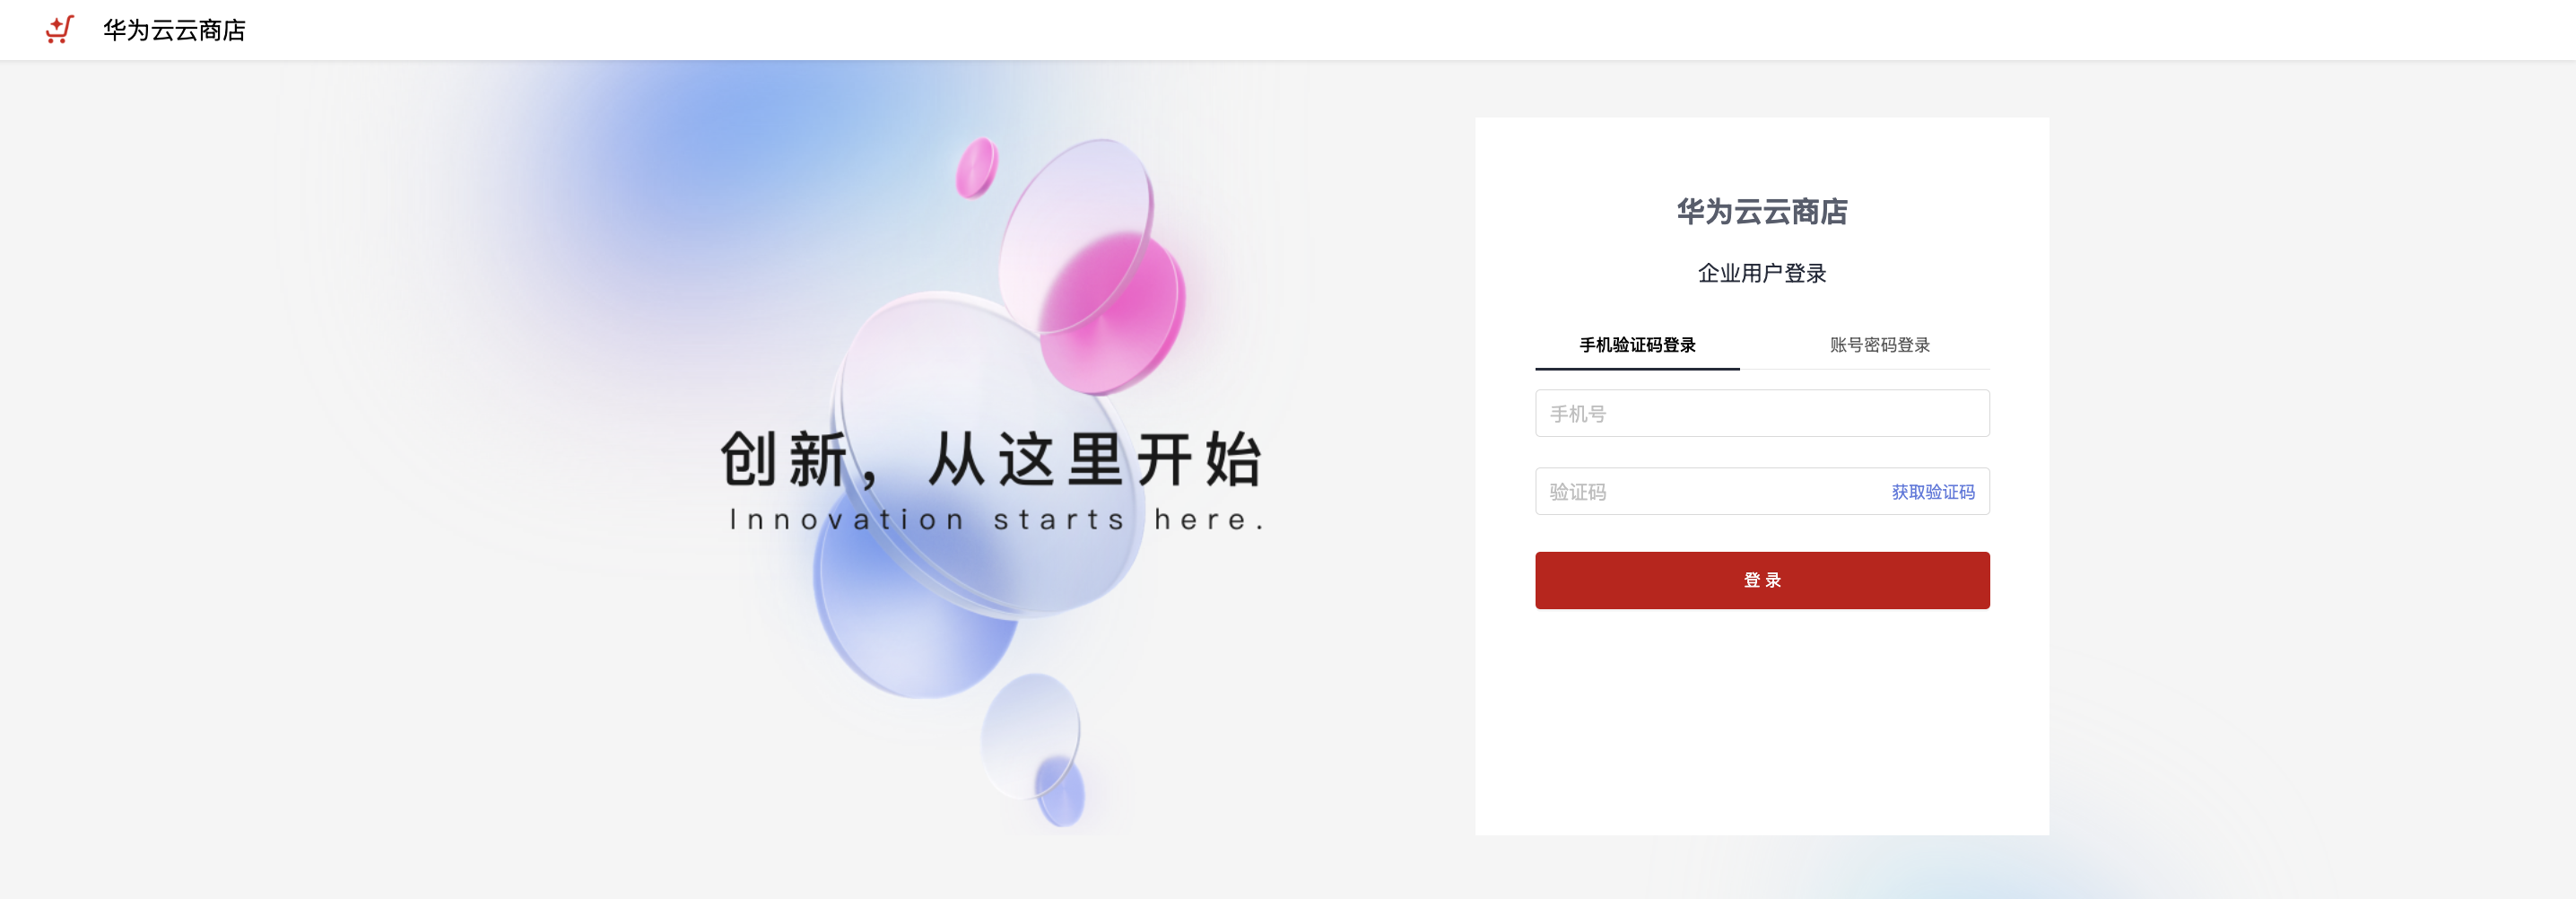 华为云云商店
创新，从这里开始
Innovation starts here.
华为云云商店
企业用户登录
手机验证码登录 账号密码登录
手机号
验证码 获取验证码
登 录